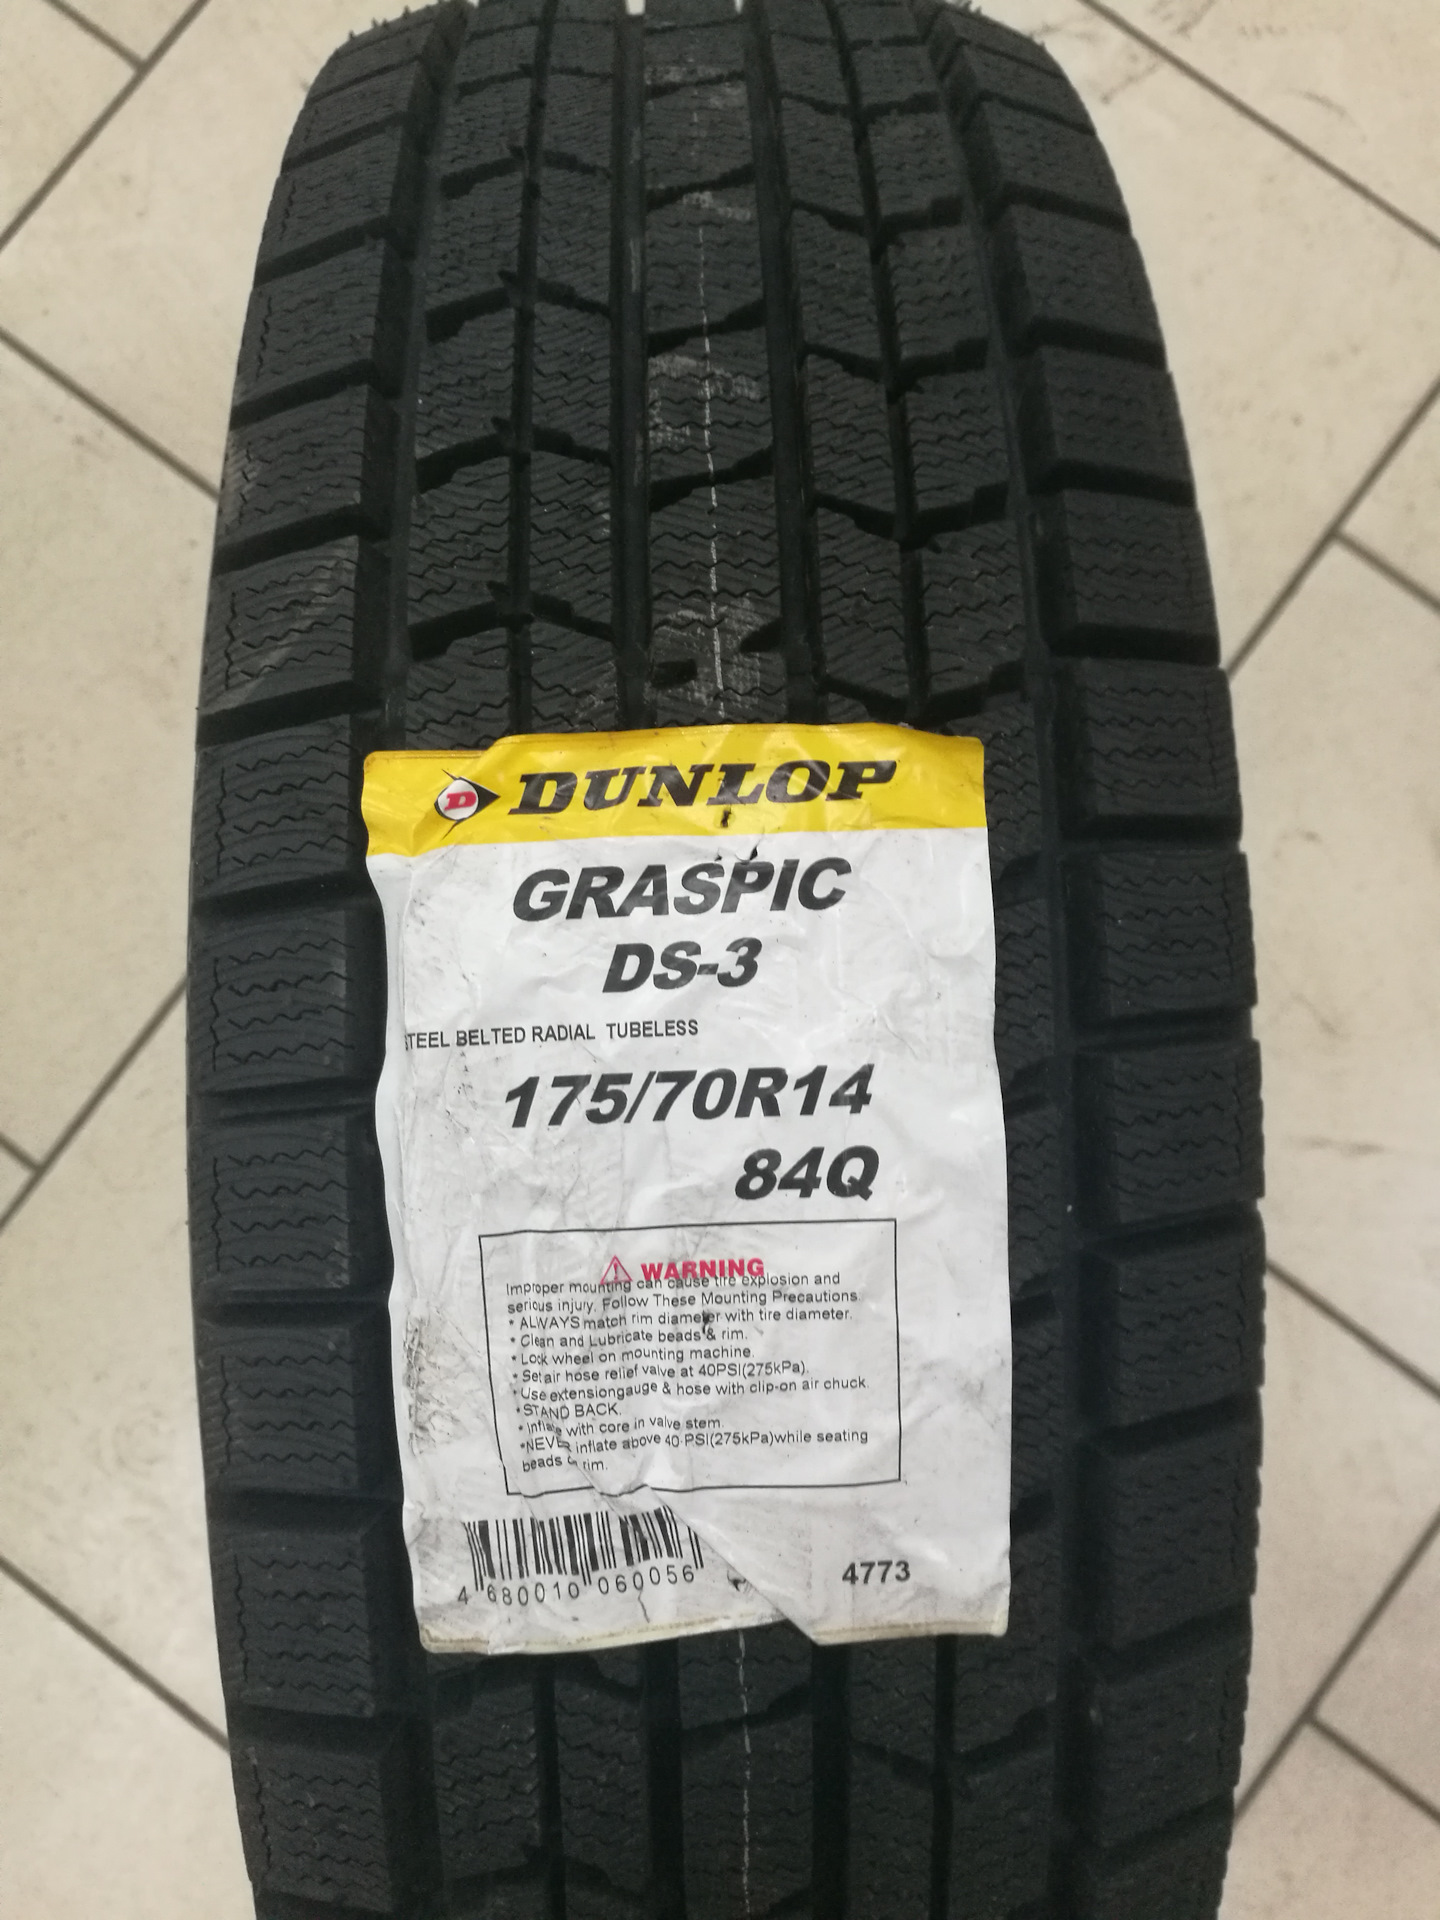 D DUNLOP
GRASPIC
DS-3
STEEL BELTED RADIAL TUBELESS
175/70R14
84Q
WARNING
Improper mounting can cause tire explosion and
serious injury. Follow These Mounting Precautions.
* ALWAYS match rim diameter with tire diameter.
* Clean and Lubricate beads & rim.
* Lock wheel on mounting machine.
* Set air hose relief valve at 40PSI(275kPa).
* Use extensiongauge & hose with clip-on air chuck.
*STAND BACK.
* Inflate with core in valve stem.
*NEVER inflate above 40 PSI(275kPa)while seating
beads & rim.
4 680010 060056
4773